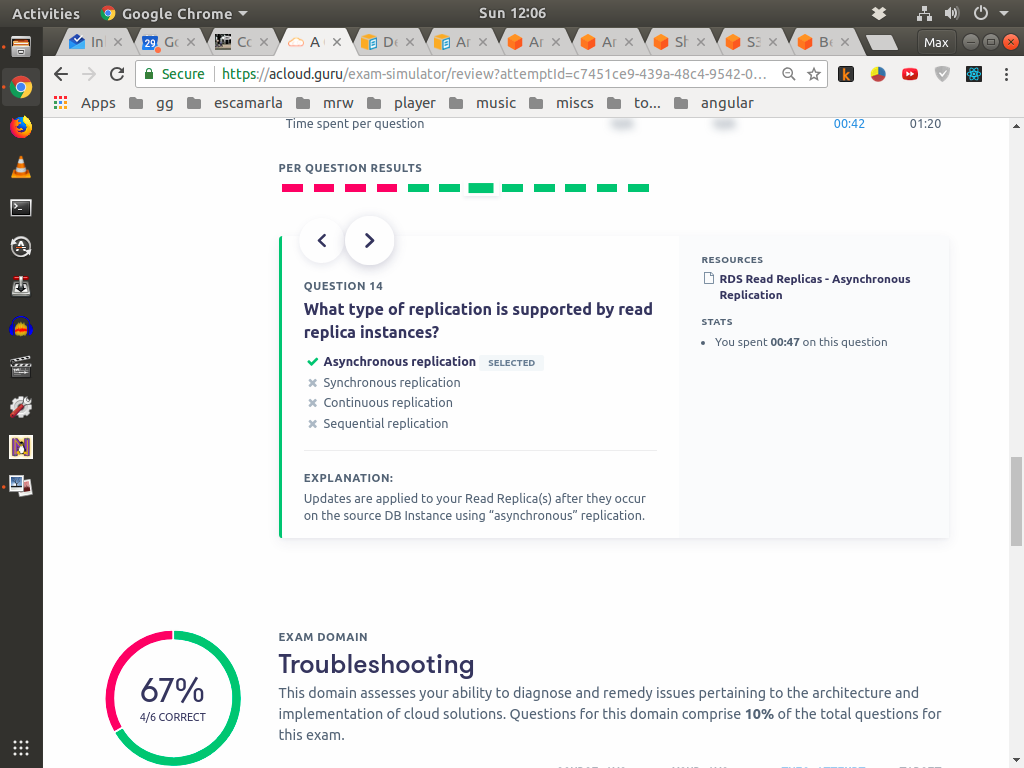 Activities
Google Chrome
Sun 12:06
In
Go
Co
A
De
An
An
An
Sh
S3
Be
Max
Secure
https://acloud.guru/exam-simulator/review?attemptId=c7451ce9-439a-48c4-9542-0...
Apps
gg
escamarla
mrw
player
music
miscs
to...
angular
Time spent per question
00:42
01:20
PER QUESTION RESULTS
QUESTION 14
What type of replication is supported by read
replica instances?
Asynchronous replication SELECTED
Synchronous replication
Continuous replication
Sequential replication
EXPLANATION:
Updates are applied to your Read Replica(s) after they occur
on the source DB Instance using “asynchronous” replication.
RESOURCES
RDS Read Replicas - Asynchronous
Replication
STATS
You spent 00:47 on this question
67%
4/6 CORRECT
EXAM DOMAIN
Troubleshooting
This domain assesses your ability to diagnose and remedy issues pertaining to the architecture and
implementation of cloud solutions. Questions for this domain comprise 10% of the total questions for
this exam.